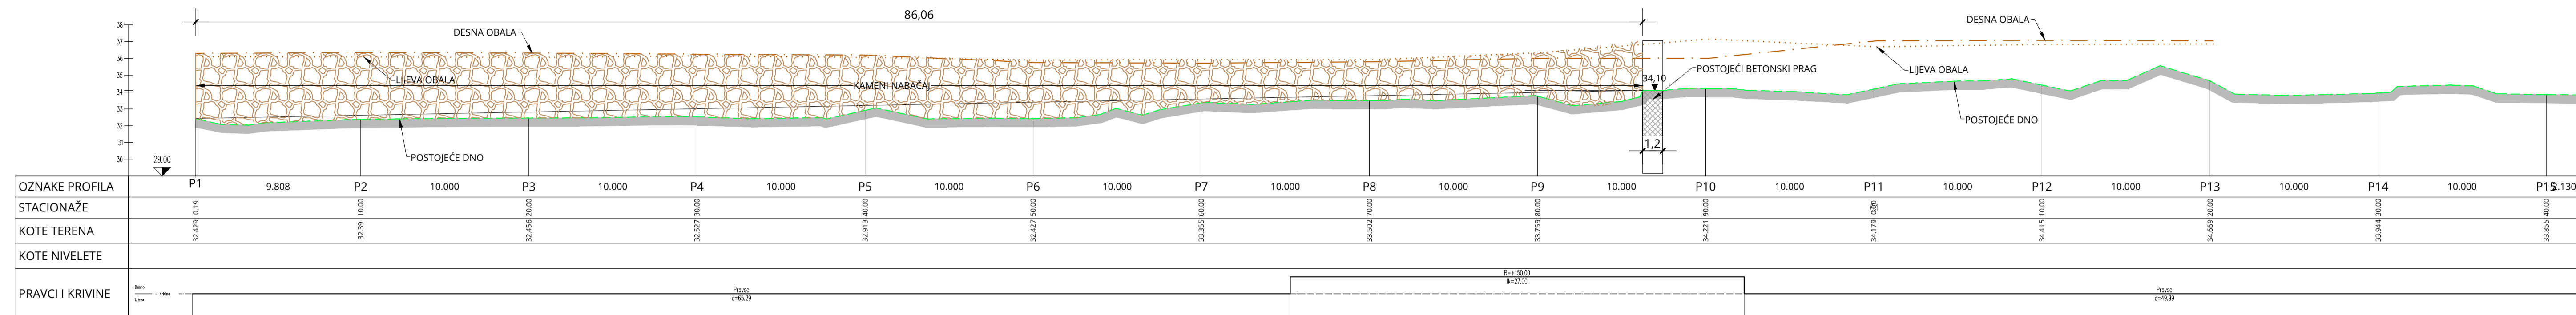 86,06
38
37
36
35
34
33
32
31
30
29.00
DESNA OBALA
LIJEVA OBALA
KAMENI NABAČAJ
POSTOJEĆE DNO
34,10
POSTOJEĆI BETONSKI PRAG
1,2
DESNA OBALA
LIJEVA OBALA
POSTOJEĆE DNO
OZNAKE PROFILA P1 9.808 P2 10.000 P3 10.000 P4 10.000 P5 10.000 P6 10.000 P7 10.000 P8 10.000 P9 10.000 P10 10.000 P11 10.000 P12 10.000 P13 10.000 P14 10.000 P15 2.130
STACIONAŽE 0.19 10.00 20.00 30.00 40.00 50.00 60.00 70.00 80.00 90.00 10.00 20.00 30.00 40.00
KOTE TERENA 32.429 32.39 32.456 32.527 32.913 32.427 33.355 33.502 33.759 34.221 34.179 34.415 34.669 33.944 33.855
KOTE NIVELETE
PRAVCI I KRIVINE
Desno
Krivina
Lijevo
Pravac
d=65.29
R=+150.00
lk=27.00
Pravac
d=49.99